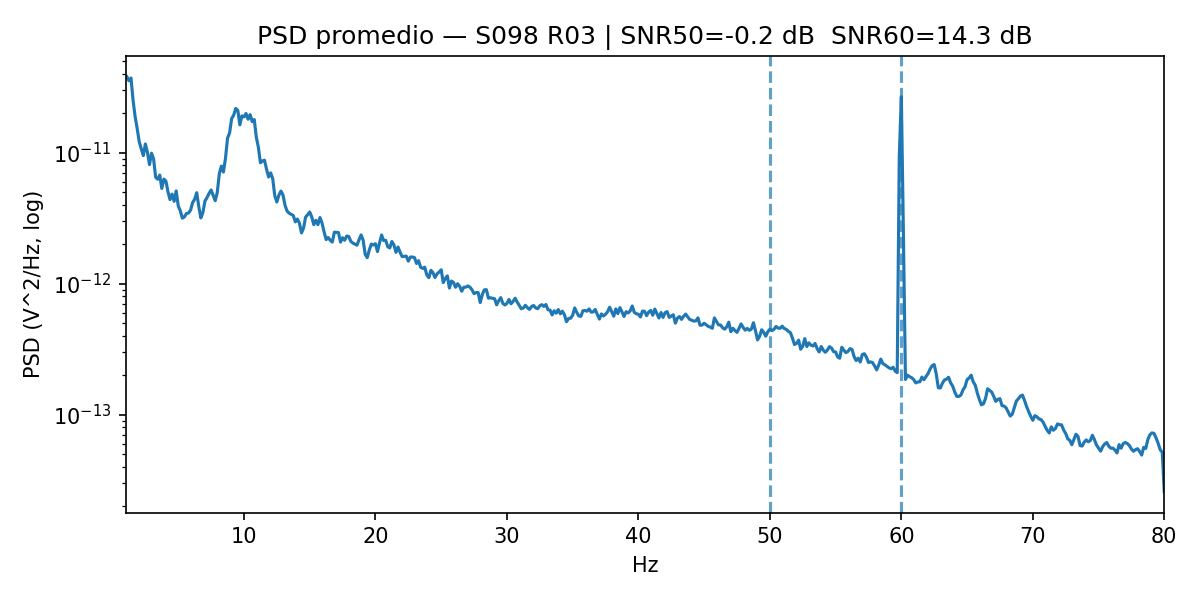 PSD promedio — S098 R03 | SNR50=-0.2 dB  SNR60=14.3 dB
PSD (V^2/Hz, log)
10^{-11}
10^{-12}
10^{-13}
10 20 30 40 50 60 70 80
Hz